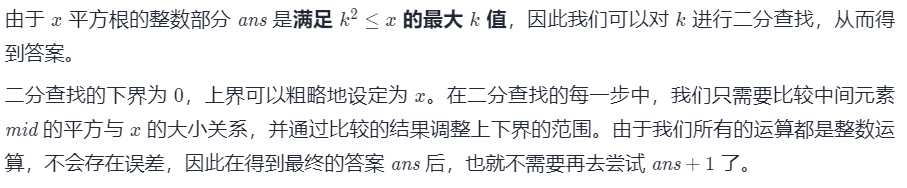 由于 x 平方根的整数部分 ans 是满足 k² ≤ x 的最大 k 值，因此我们可以对 k 进行二分查找，从而得
到答案。
二分查找的下界为 0，上界可以粗略地设定为 x。在二分查找的每一步中，我们只需要比较中间元素
mid 的平方与 x 的大小关系，并通过比较的结果调整上下界的范围。由于我们所有的运算都是整数运
算，不会存在误差，因此在得到最终的答案 ans 后，也就不需要再去尝试 ans + 1 了。